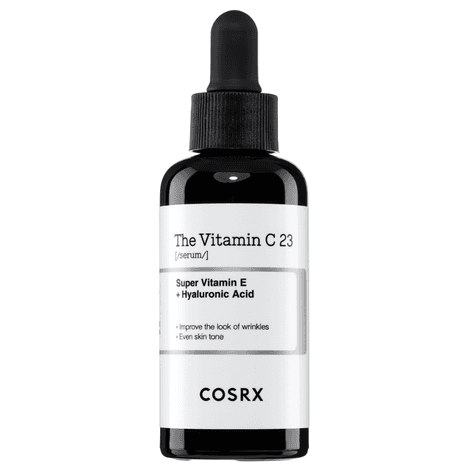 The Vitamin C 23
[/serum/]
Super Vitamin E
+ Hyaluronic Acid
• Improve the look of wrinkles
• Even skin tone
COSRX